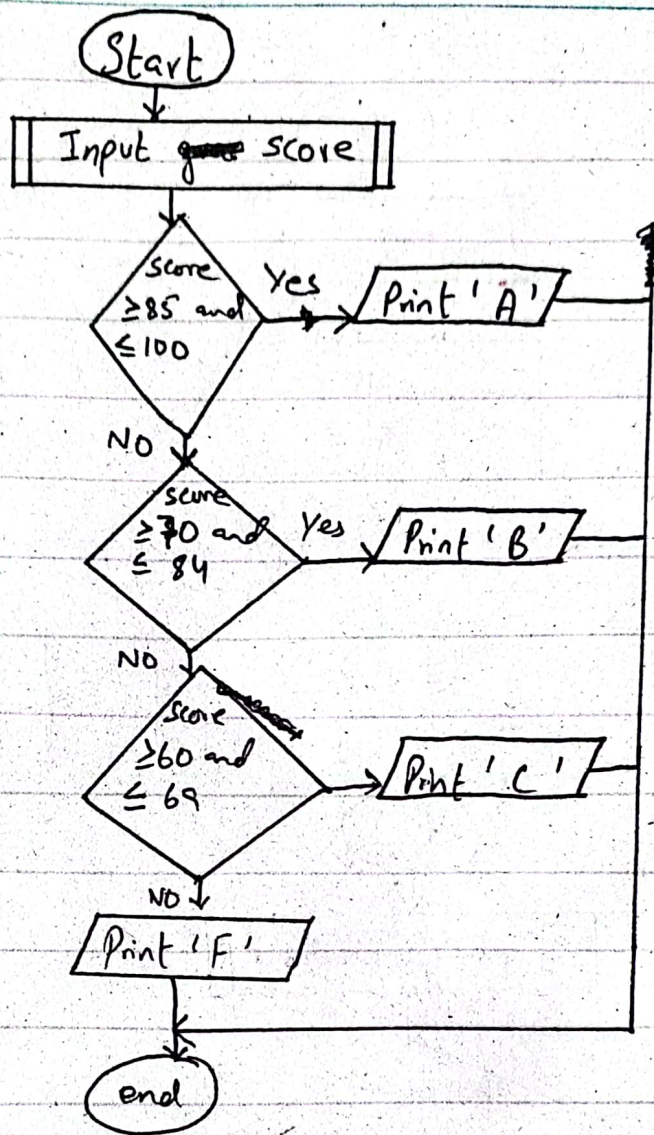 Start
Input score
score
≥85 and
≤100
Yes
Print 'A'
NO
score
≥70 and
≤ 84
Yes
Print 'B'
NO
score
≥60 and
≤ 69
Print 'C'
NO
Print 'F'
end